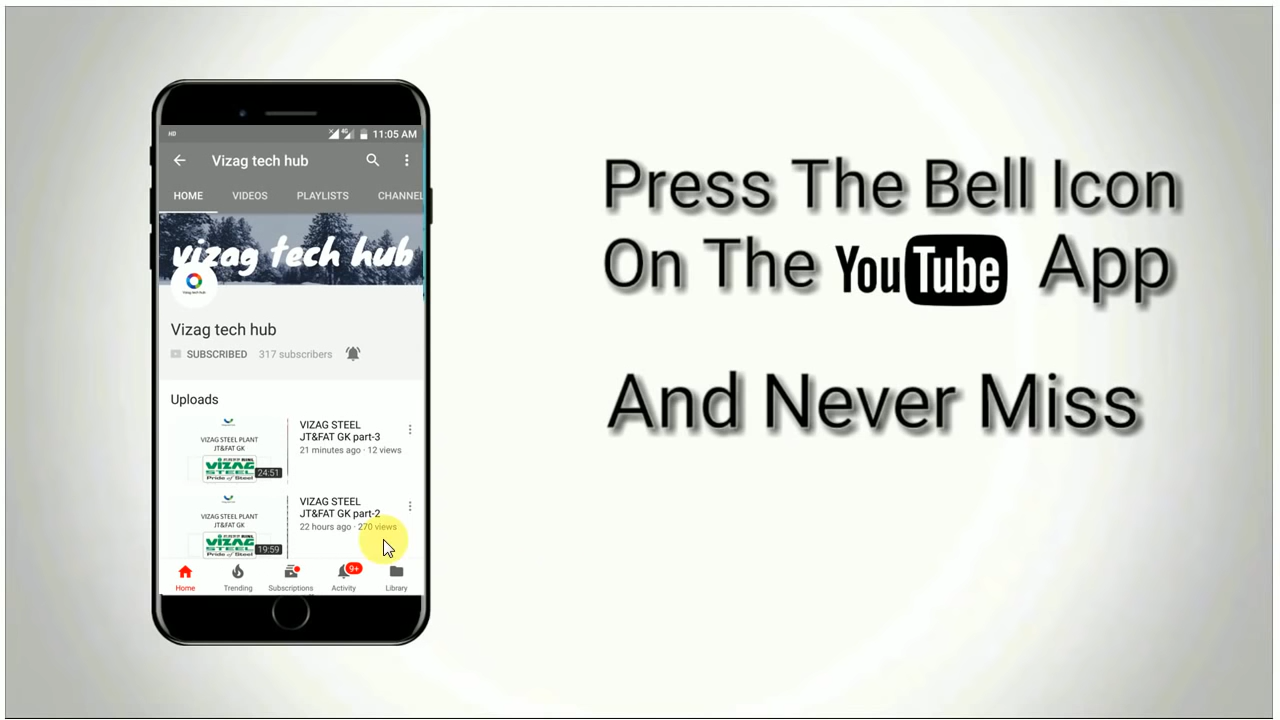 HD
4G
11:05 AM
Vizag tech hub
HOME VIDEOS PLAYLISTS CHANNEL
vizag tech hub
Vizag tech hub
Vizag tech hub
SUBSCRIBED 317 subscribers
Uploads
VIZAG STEEL PLANT
JT&FAT GK
VIZAG
STEEL
Pride of Steel
24:51
VIZAG STEEL
JT&FAT GK part-3
21 minutes ago · 12 views
VIZAG STEEL PLANT
JT&FAT GK
VIZAG
STEEL
Pride of Steel
19:59
VIZAG STEEL
JT&FAT GK part-2
22 hours ago · 270 views
9+
Home Trending Subscriptions Activity Library
Press The Bell Icon
On The YouTube App
And Never Miss